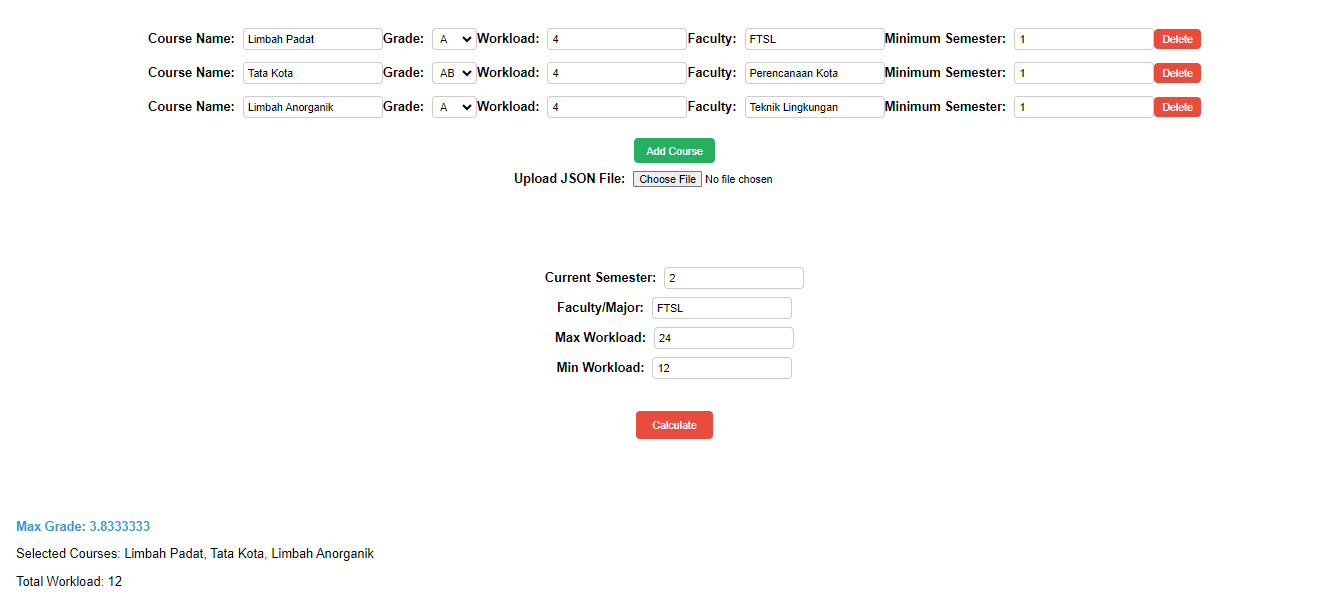 Course Name: Limbah Padat Grade: A Workload: 4 Faculty: FTSL Minimum Semester: 1 Delete
Course Name: Tata Kota Grade: AB Workload: 4 Faculty: Perencanaan Kota Minimum Semester: 1 Delete
Course Name: Limbah Anorganik Grade: A Workload: 4 Faculty: Teknik Lingkungan Minimum Semester: 1 Delete
Add Course
Upload JSON File: Choose File No file chosen
Current Semester: 2
Faculty/Major: FTSL
Max Workload: 24
Min Workload: 12
Calculate
Max Grade: 3.8333333
Selected Courses: Limbah Padat, Tata Kota, Limbah Anorganik
Total Workload: 12